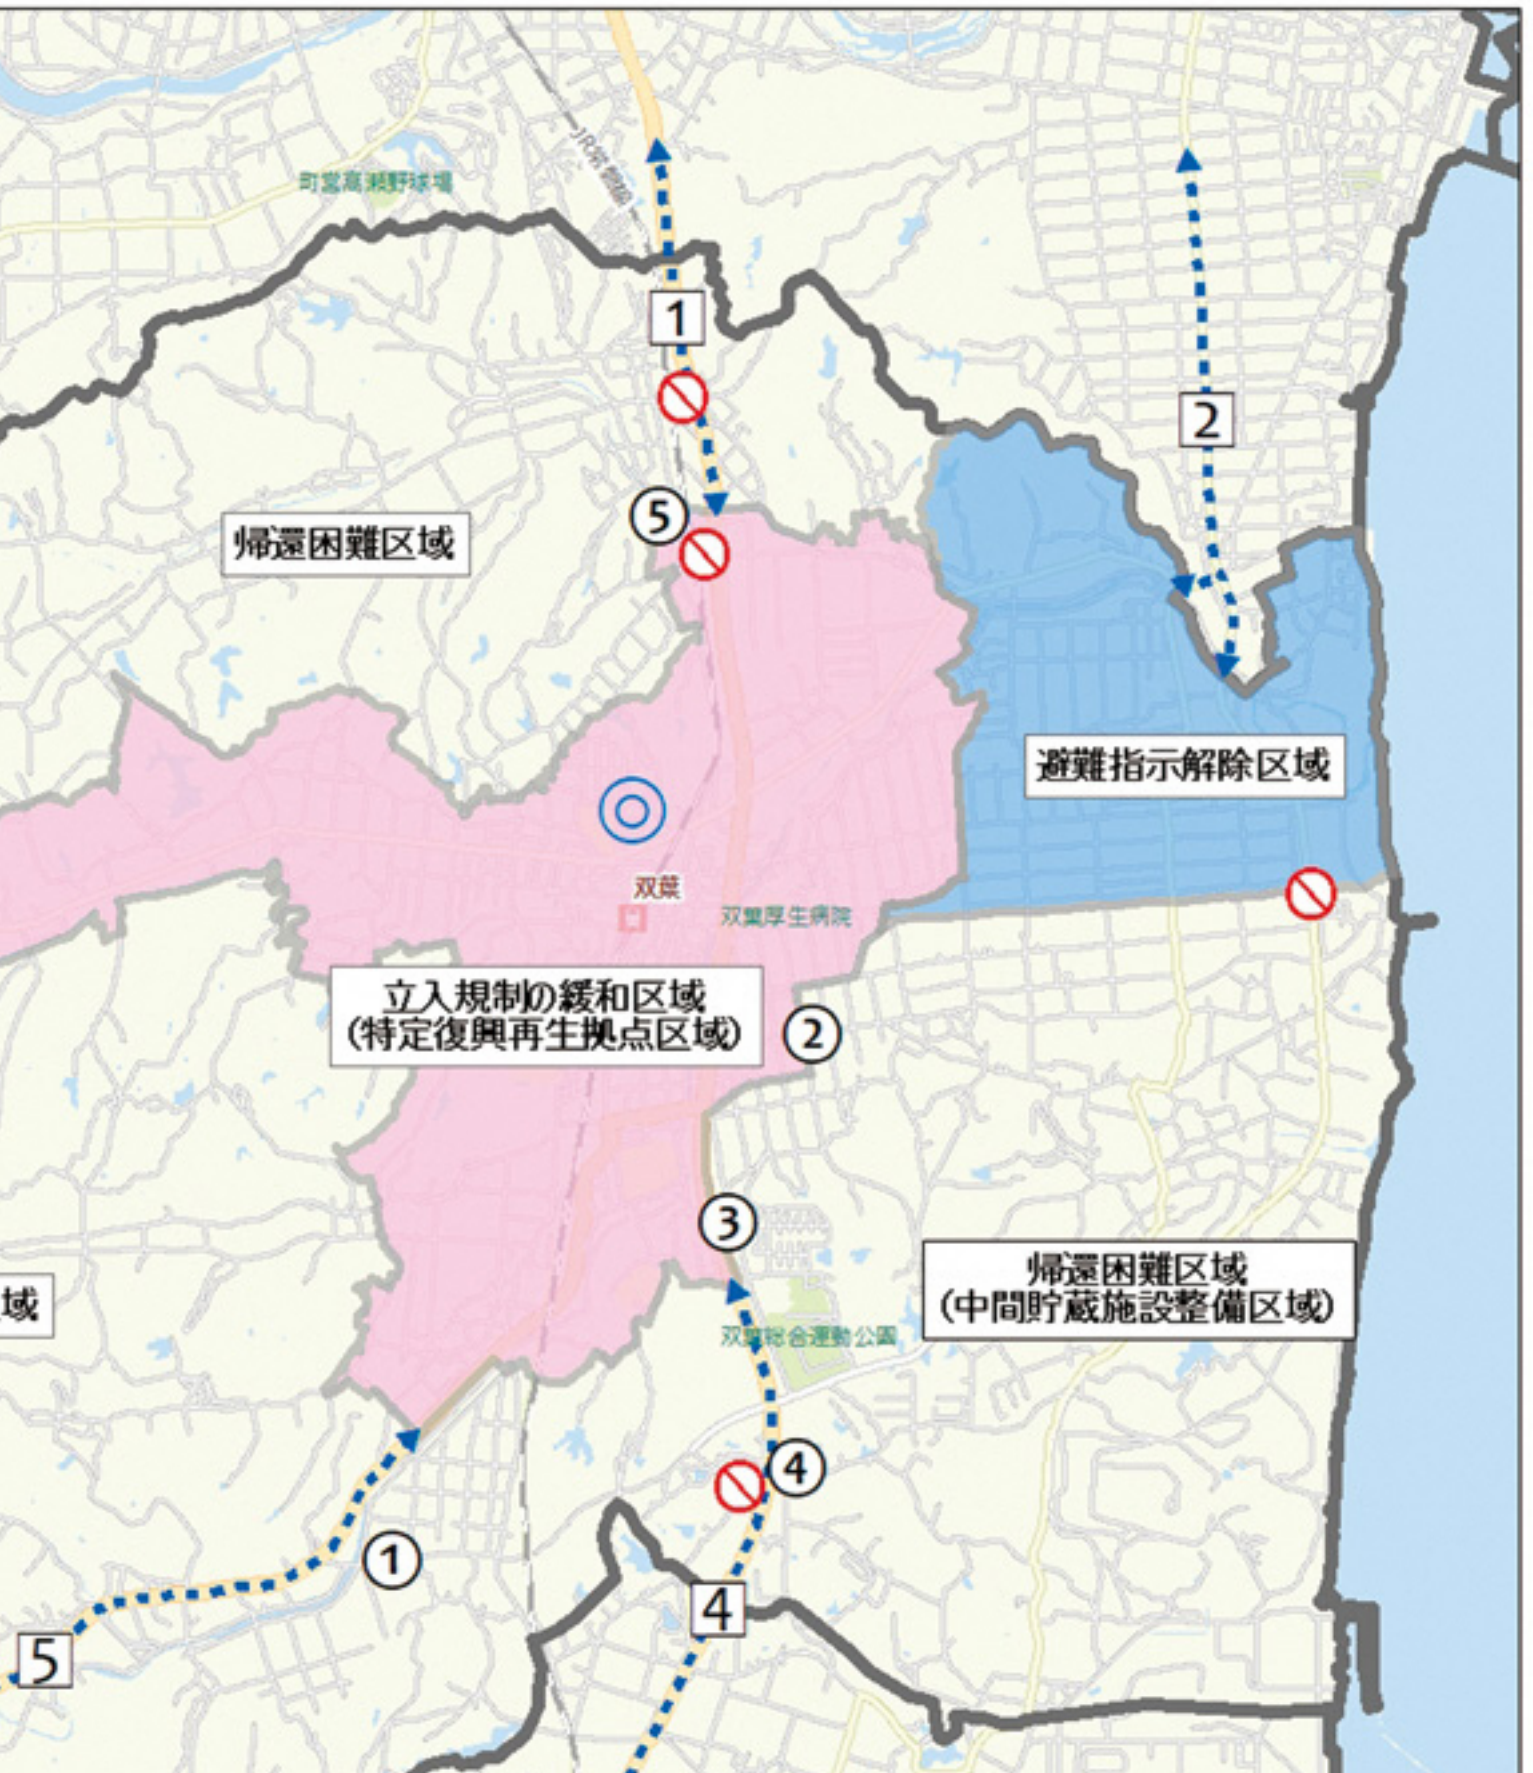 町営高瀬野球場
JR常磐線
1
2
⑤
帰還困難区域
避難指示解除区域
双葉
双葉厚生病院
立入規制の緩和区域
(特定復興再生拠点区域)
②
③
帰還困難区域
(中間貯蔵施設整備区域)
域
双葉総合運動公園
④
①
4
5